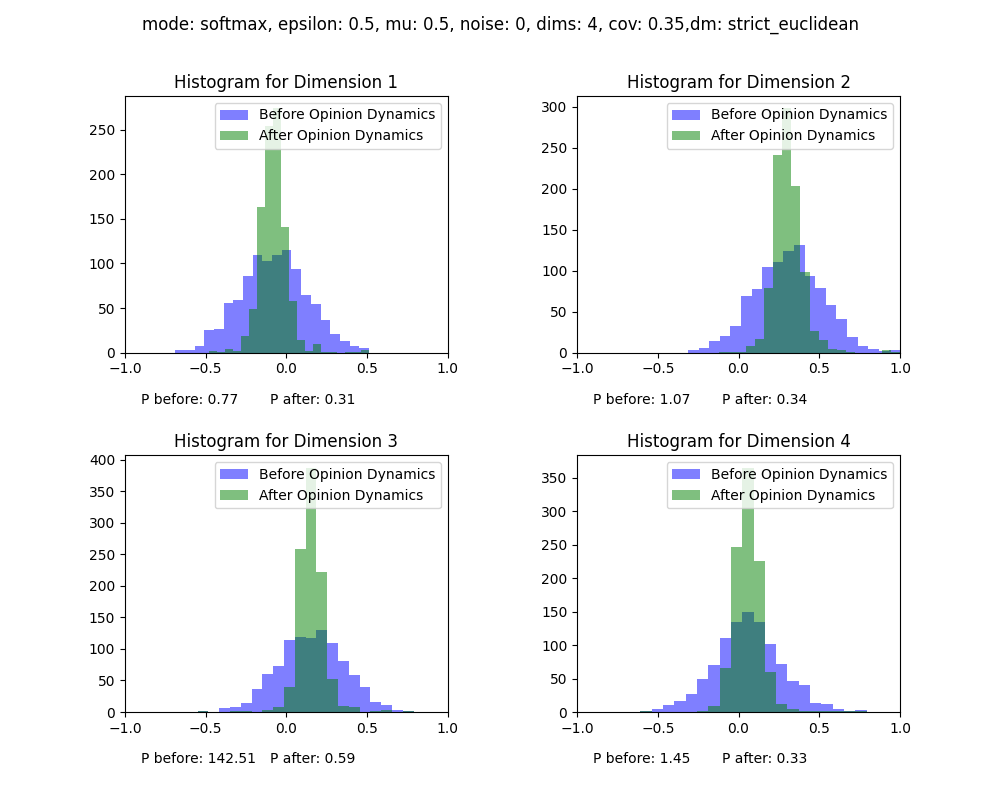 mode: softmax, epsilon: 0.5, mu: 0.5, noise: 0, dims: 4, cov: 0.35,dm: strict_euclidean
Histogram for Dimension 1
Before Opinion Dynamics
After Opinion Dynamics
250
200
150
100
50
0
−1.0 −0.5 0.0 0.5 1.0
P before: 0.77 P after: 0.31
Histogram for Dimension 2
Before Opinion Dynamics
After Opinion Dynamics
300
250
200
150
100
50
0
−1.0 −0.5 0.0 0.5 1.0
P before: 1.07 P after: 0.34
Histogram for Dimension 3
Before Opinion Dynamics
After Opinion Dynamics
400
350
300
250
200
150
100
50
0
−1.0 −0.5 0.0 0.5 1.0
P before: 142.51 P after: 0.59
Histogram for Dimension 4
Before Opinion Dynamics
After Opinion Dynamics
350
300
250
200
150
100
50
0
−1.0 −0.5 0.0 0.5 1.0
P before: 1.45 P after: 0.33